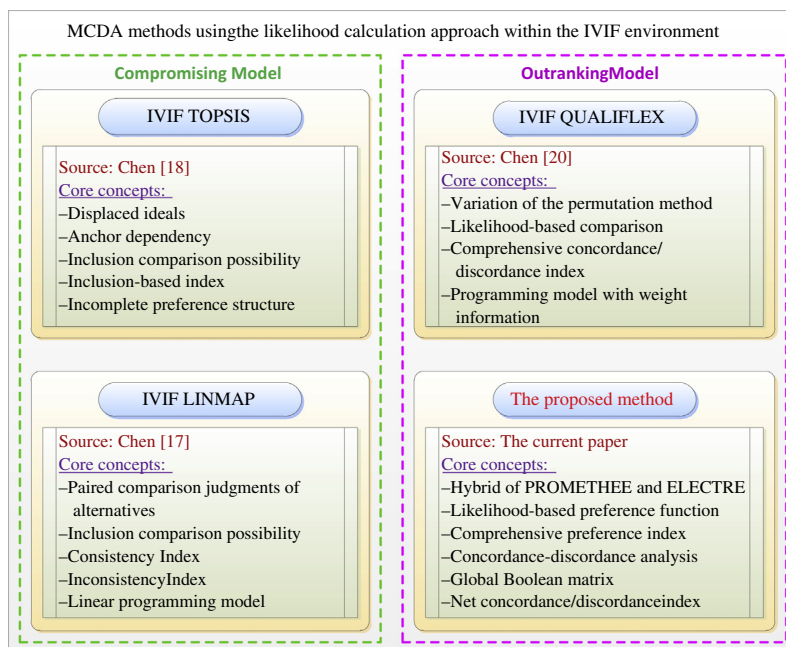 MCDA methods usingthe likelihood calculation approach within the IVIF environment
Compromising Model
IVIF TOPSIS
Source: Chen [18]
Core concepts:
–Displaced ideals
–Anchor dependency
–Inclusion comparison possibility
–Inclusion-based index
–Incomplete preference structure
IVIF LINMAP
Source: Chen [17]
Core concepts:
–Paired comparison judgments of
alternatives
–Inclusion comparison possibility
–Consistency Index
–InconsistencyIndex
–Linear programming model
OutrankingModel
IVIF QUALIFLEX
Source: Chen [20]
Core concepts:
–Variation of the permutation method
–Likelihood-based comparison
–Comprehensive concordance/
discordance index
–Programming model with weight
information
The proposed method
Source: The current paper
Core concepts:
–Hybrid of PROMETHEE and ELECTRE
–Likelihood-based preference function
–Comprehensive preference index
–Concordance-discordance analysis
–Global Boolean matrix
–Net concordance/discordanceindex